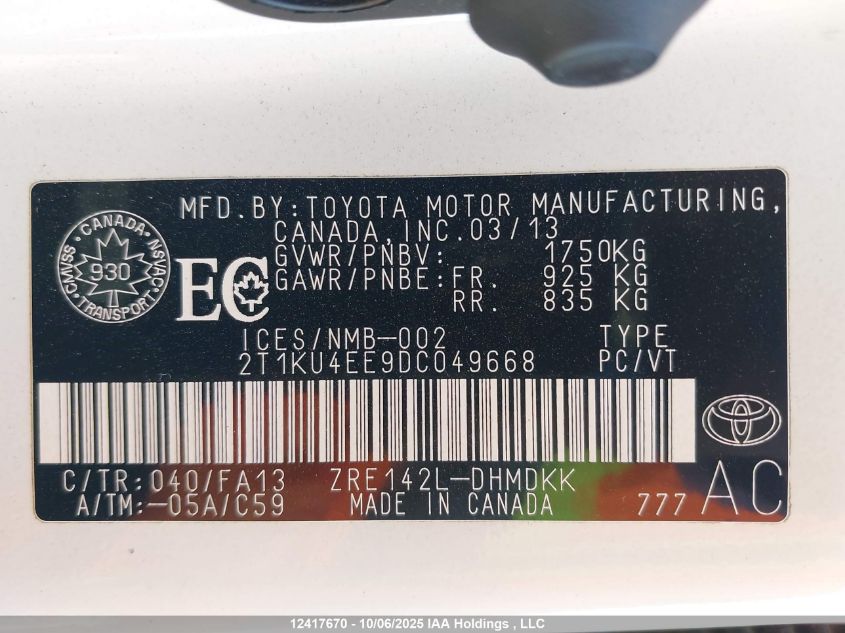 MFD.BY:TOYOTA MOTOR MANUFACTURING,
CANADA,INC.03/13
GVWR/PNBV: 1750KG
GAWR/PNBE:FR. 925 KG
RR. 835 KG
CANADA
CMVSS
930
NSVAC
TRANSPORT
EC
ICES/NMB-002 TYPE
2T1KU4EE9DC049668 PC/VT
C/TR:040/FA13 ZRE142L-DHMDKK
A/TM:-05A/C59 MADE IN CANADA 777 AC
12417670 - 10/06/2025 IAA Holdings , LLC